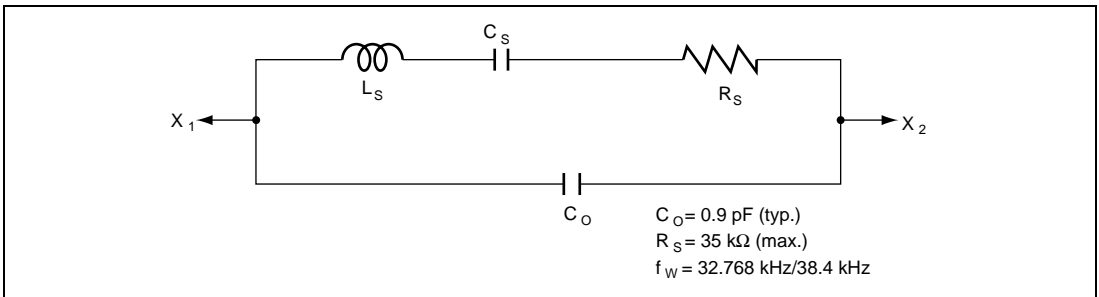 C S
L S
R S
X 1
X 2
C O
C O = 0.9 pF (typ.)
R S = 35 kΩ (max.)
f W = 32.768 kHz/38.4 kHz